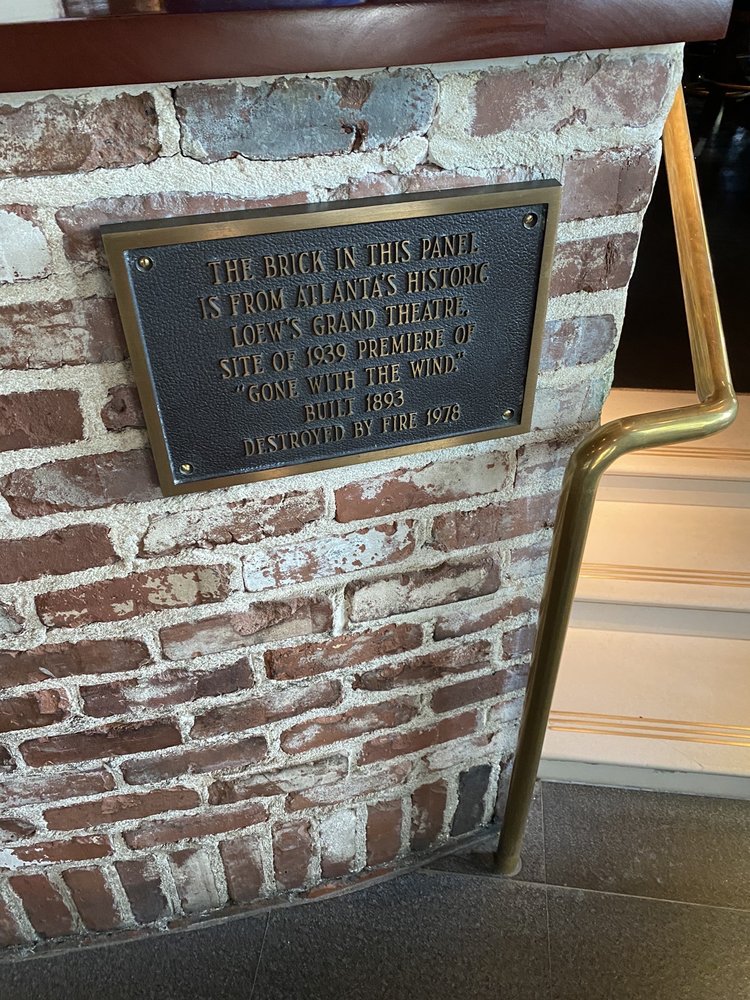 THE BRICK IN THIS PANEL
IS FROM ATLANTA'S HISTORIC
LOEW'S GRAND THEATRE,
SITE OF 1939 PREMIERE OF
"GONE WITH THE WIND."
BUILT 1893
DESTROYED BY FIRE 1978